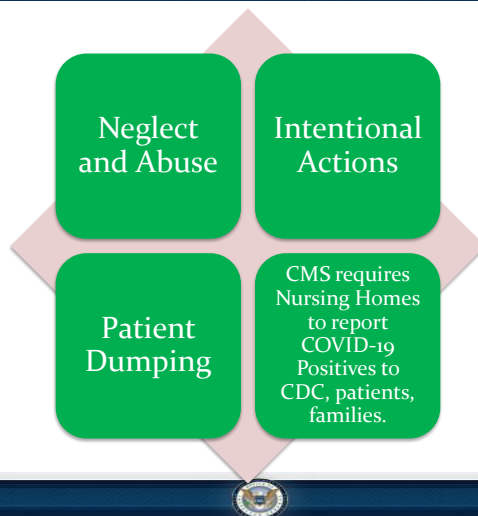 Neglect
and Abuse
Intentional
Actions
Patient
Dumping
CMS requires
Nursing Homes
to report
COVID-19
Positives to
CDC, patients,
families.